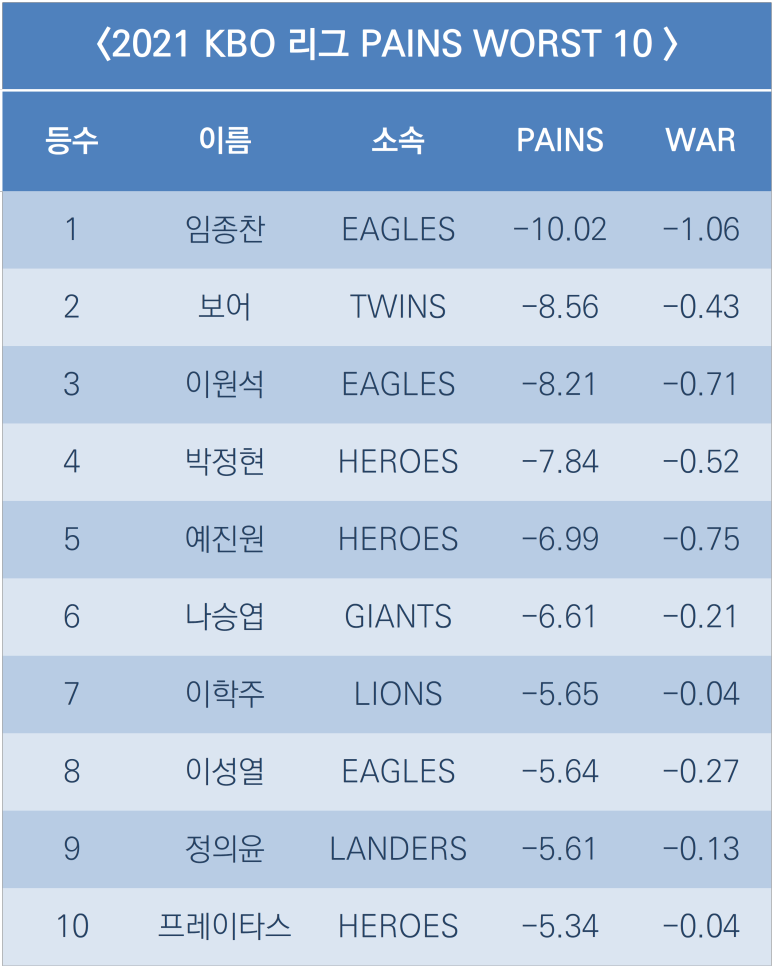 〈2021 KBO 리그 PAINS WORST 10 〉
등수 이름 소속 PAINS WAR
1 임종찬 EAGLES -10.02 -1.06
2 보어 TWINS -8.56 -0.43
3 이원석 EAGLES -8.21 -0.71
4 박정현 HEROES -7.84 -0.52
5 예진원 HEROES -6.99 -0.75
6 나승엽 GIANTS -6.61 -0.21
7 이학주 LIONS -5.65 -0.04
8 이성열 EAGLES -5.64 -0.27
9 정의윤 LANDERS -5.61 -0.13
10 프레이타스 HEROES -5.34 -0.04